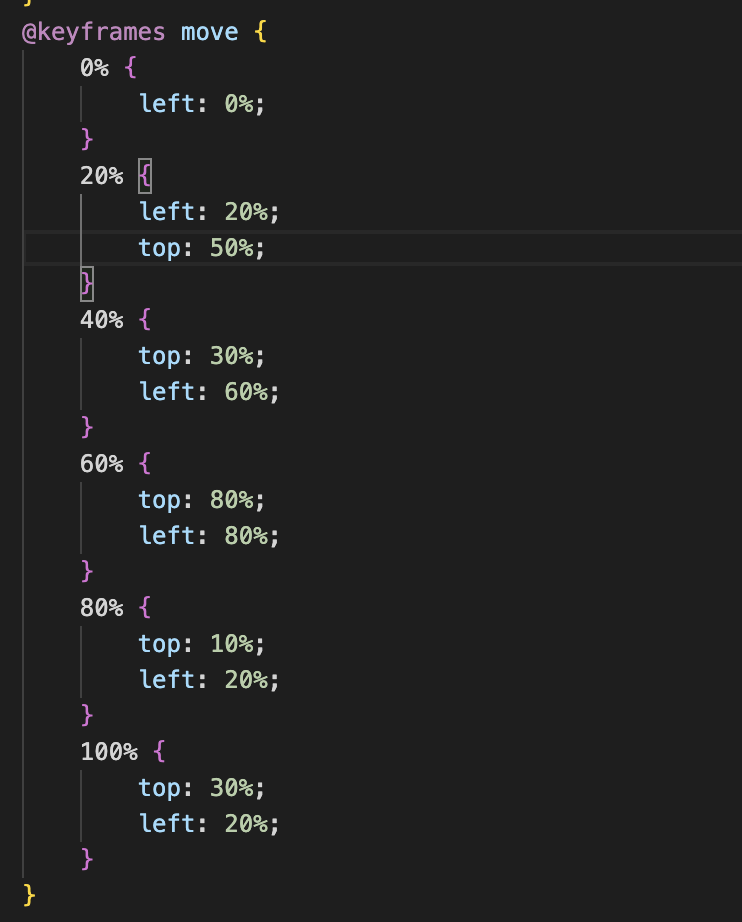 }
@keyframes move {
    0% {
        left: 0%;
    }
    20% {
        left: 20%;
        top: 50%;
    }
    40% {
        top: 30%;
        left: 60%;
    }
    60% {
        top: 80%;
        left: 80%;
    }
    80% {
        top: 10%;
        left: 20%;
    }
    100% {
        top: 30%;
        left: 20%;
    }
}